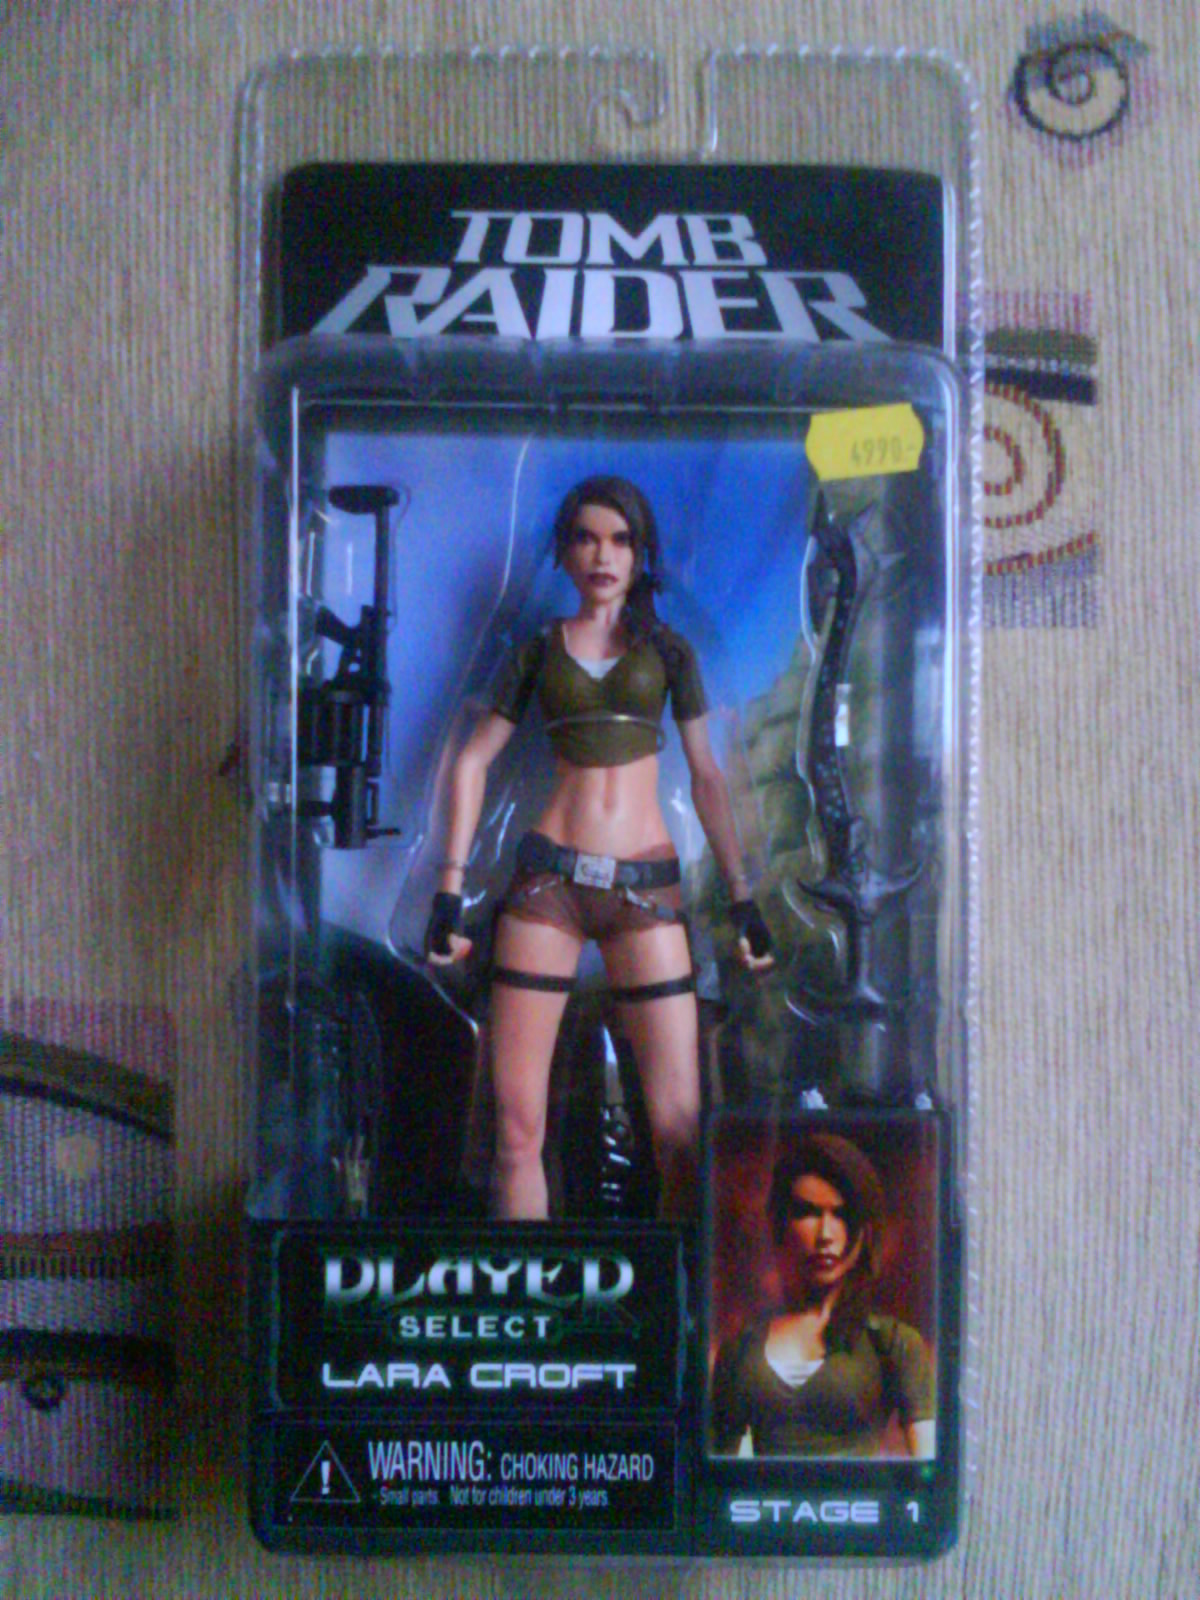 TOMB
RAIDER
4990.-
PLAYER
SELECT
LARA CROFT
WARNING: CHOKING HAZARD
- Small parts. Not for children under 3 years.
STAGE 1